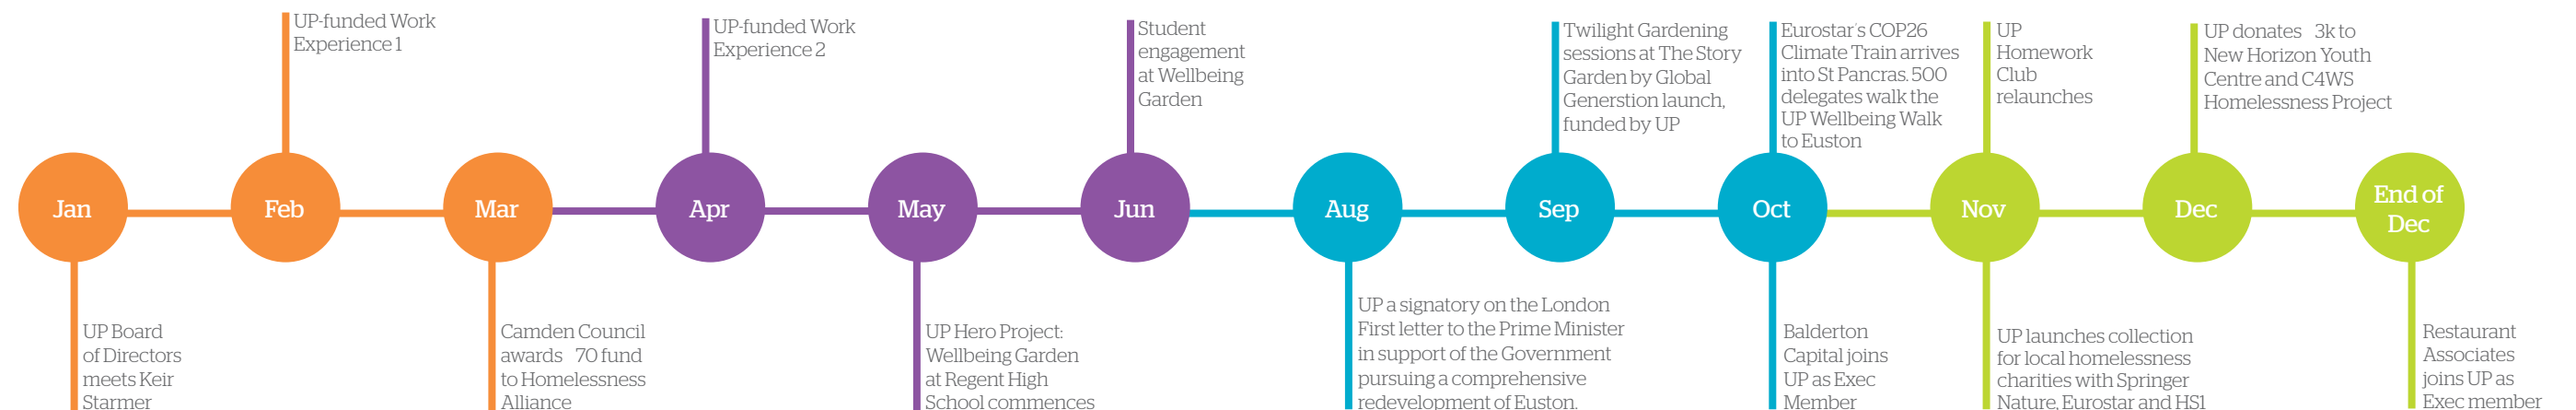 UP-funded Work
Experience 1
UP-funded Work
Experience 2
Student
engagement
at Wellbeing
Garden
Twilight Gardening
sessions at The Story
Garden by Global
Generstion launch,
funded by UP
Eurostar's COP26
Climate Train arrives
into St Pancras. 500
delegates walk the
UP Wellbeing Walk
to Euston
UP
Homework
Club
relaunches
UP donates 3k to
New Horizon Youth
Centre and C4WS
Homelessness Project
Jan
Feb
Mar
Apr
May
Jun
Aug
Sep
Oct
Nov
Dec
End of
Dec
UP Board
of Directors
meets Keir
Starmer
Camden Council
awards 70 fund
to Homelessness
Alliance
UP Hero Project:
Wellbeing Garden
at Regent High
School commences
UP a signatory on the London
First letter to the Prime Minister
in support of the Government
pursuing a comprehensive
redevelopment of Euston.
Balderton
Capital joins
UP as Exec
Member
UP launches collection
for local homelessness
charities with Springer
Nature, Eurostar and HS1
Restaurant
Associates
joins UP as
Exec member